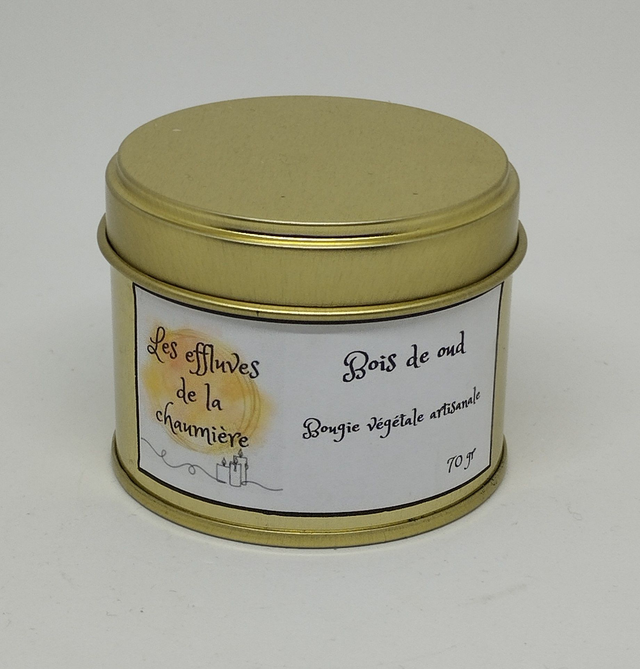 Les effluves
de la
chaumière
Bois de oud
Bougie végétale artisanale
70 gr